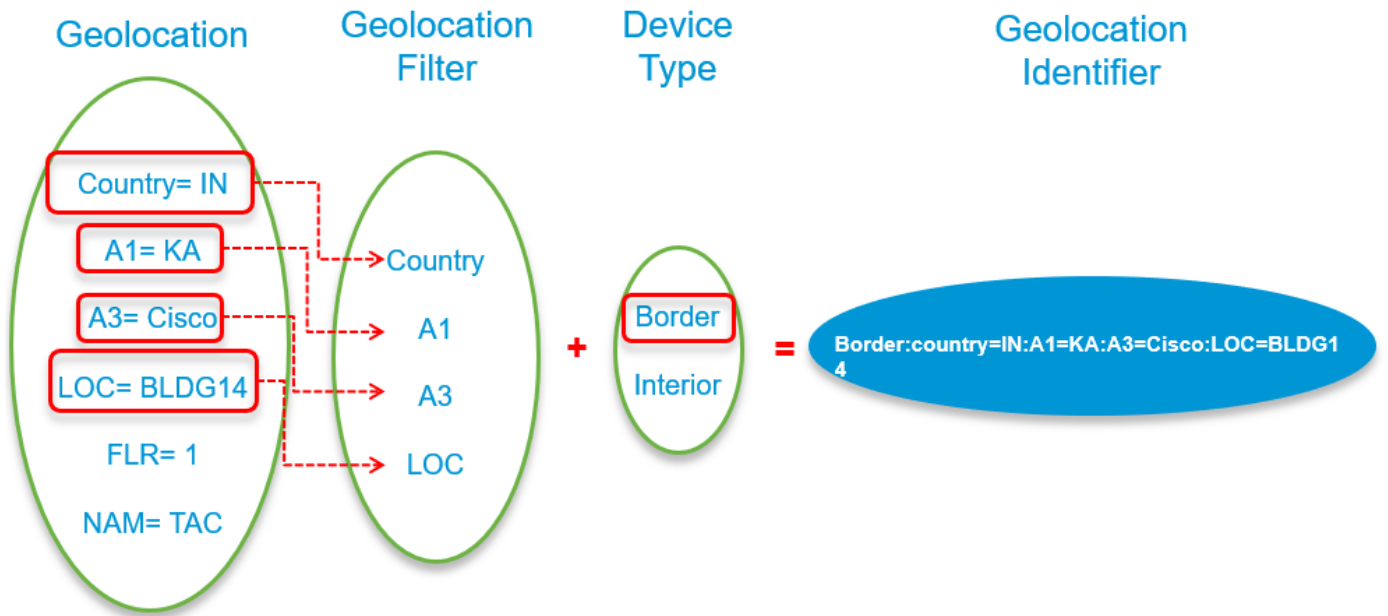 Geolocation
Geolocation
Filter
Device
Type
Geolocation
Identifier
Country= IN
A1= KA
A3= Cisco
LOC= BLDG14
FLR= 1
NAM= TAC
Country
A1
A3
LOC
+
Border
Interior
=
Border:country=IN:A1=KA:A3=Cisco:LOC=BLDG1
4